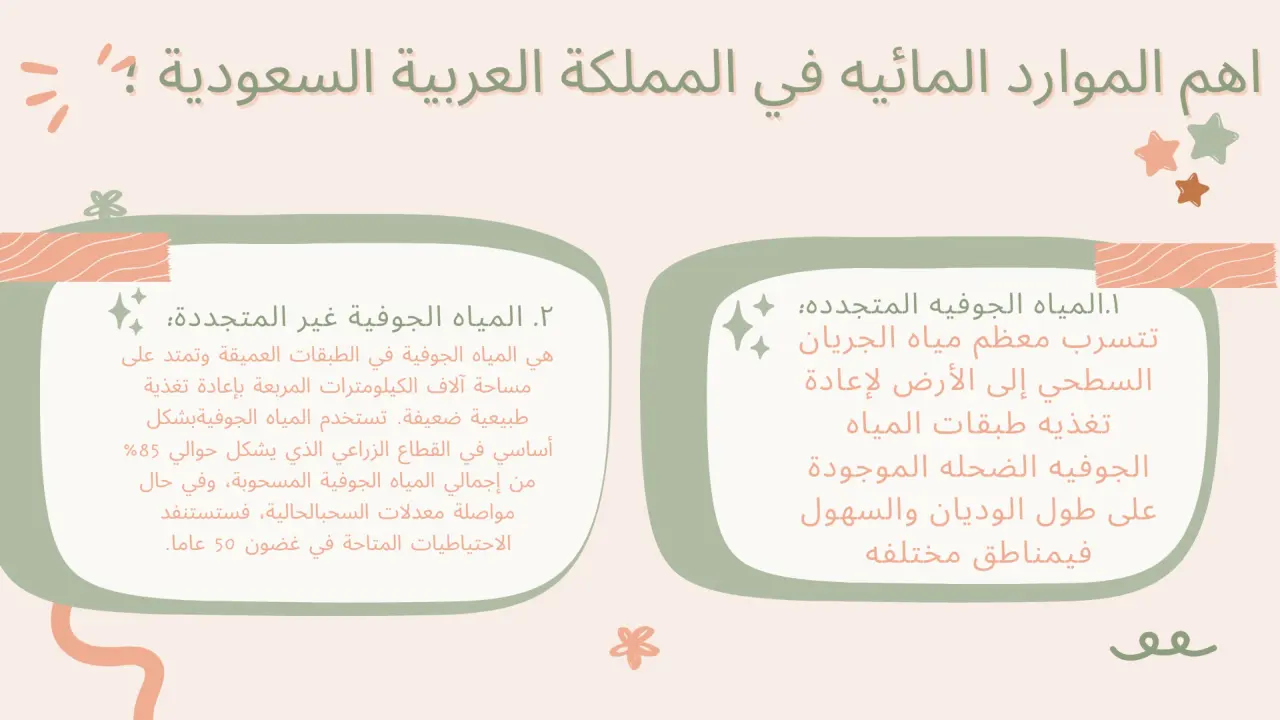 اهم الموارد المائيه في المملكة العربية السعودية ؛
١.المياه الجوفيه المتجدده:
تتسرب معظم مياه الجريان
السطحي إلى الأرض لإعادة
تغذيه طبقات المياه
الجوفيه الضحله الموجودة
على طول الوديان والسهول
فيمناطق مختلفه
٢. المياه الجوفية غير المتجددة:
هي المياه الجوفية في الطبقات العميقة وتمتد على
مساحة آلاف الكيلومترات المربعة بإعادة تغذية
طبيعية ضعيفة. تستخدم المياه الجوفيةبشكل
أساسي في القطاع الزراعي الذي يشكل حوالي 85%
من إجمالي المياه الجوفية المسحوبة، وفي حال
مواصلة معدلات السحبالحالية، فستستنفد
الاحتياطيات المتاحة في غضون 50 عاما.